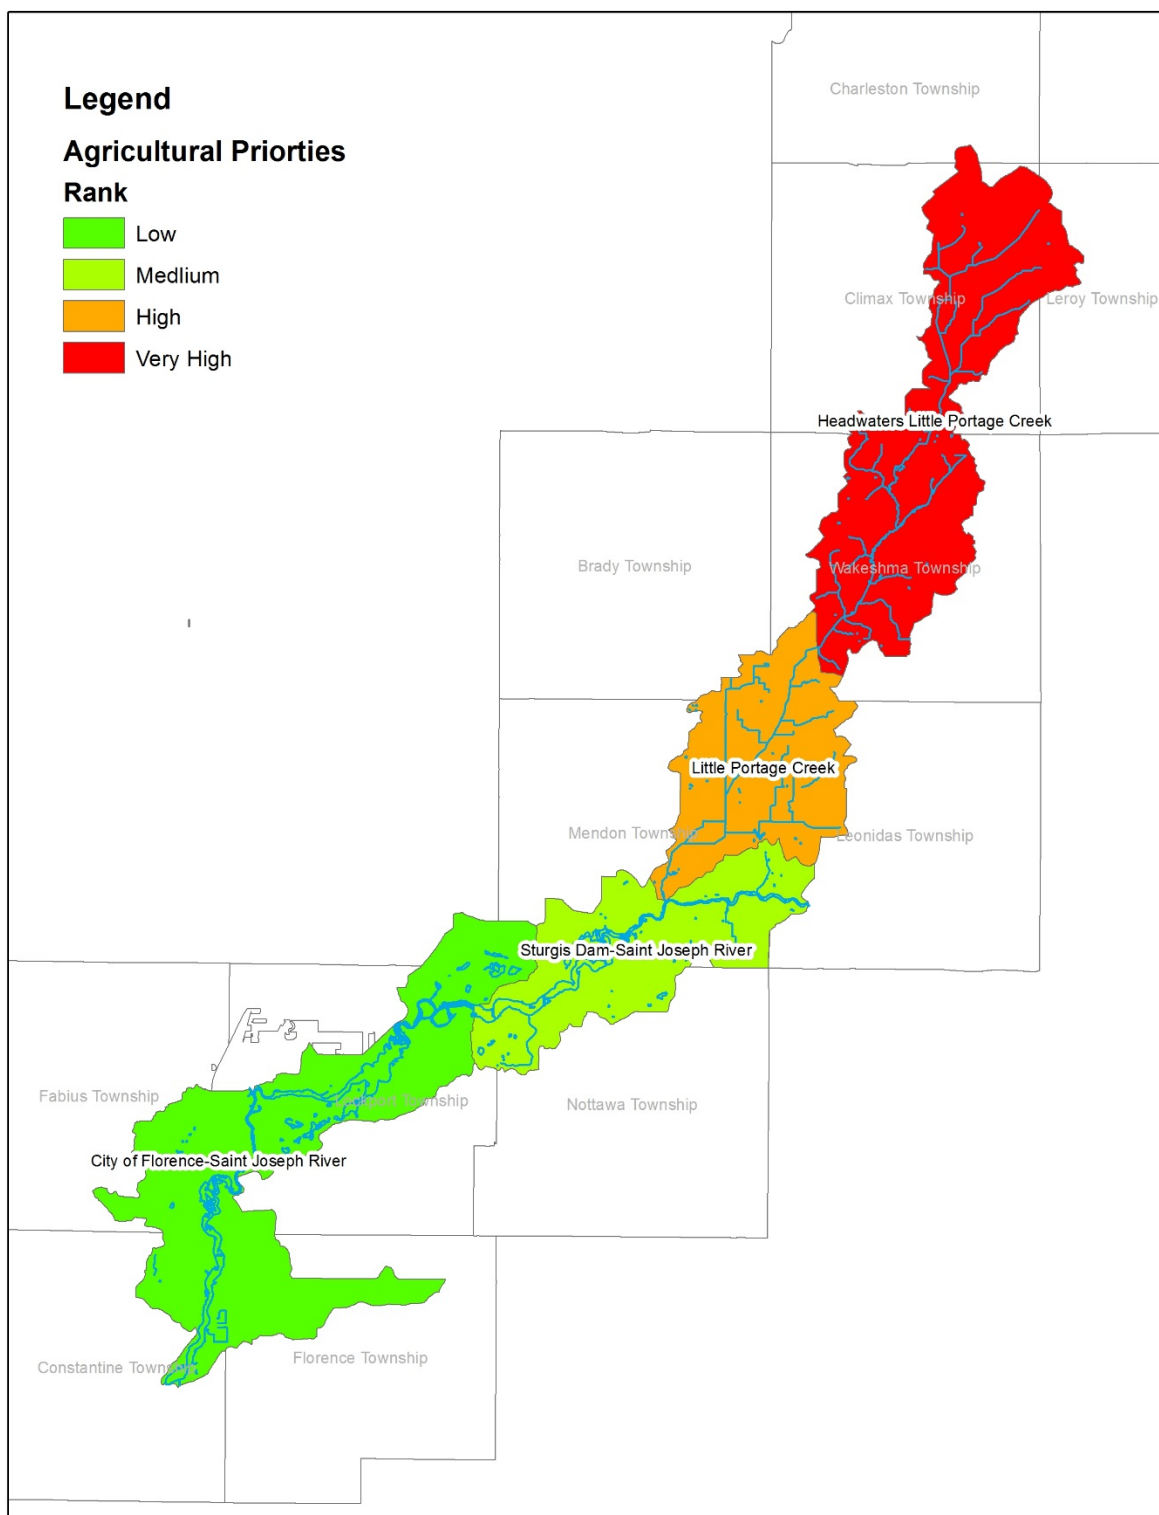 Legend
Agricultural Priorties
Rank
Low
Medlium
High
Very High
Charleston Township
Climax Township
Leroy Township
Headwaters Little Portage Creek
Brady Township
Wakeshma Township
Little Portage Creek
Mendon Township
Leonidas Township
Sturgis Dam-Saint Joseph River
Fabius Township
Lockport Township
Nottawa Township
City of Florence-Saint Joseph River
Constantine Township
Florence Township